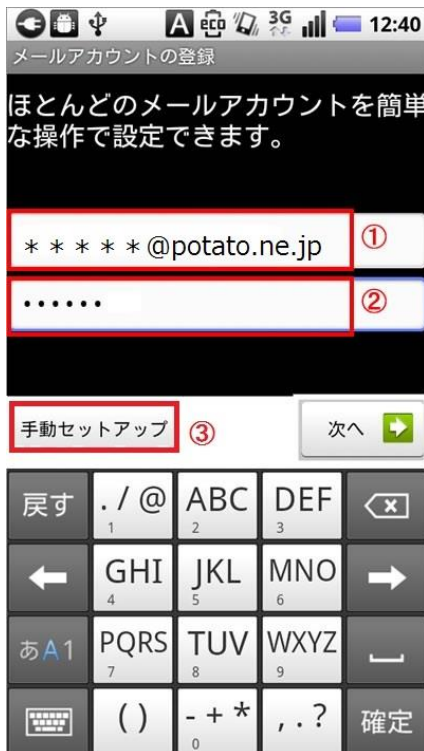 A eco 3G 12:40
メールアカウントの登録
ほとんどのメールアカウントを簡単
な操作で設定できます。
＊＊＊＊＊@potato.ne.jp ①
•••••• ②
手動セットアップ ③ 次へ
戻す ./@ 1 ABC 2 DEF 3
GHI 4 JKL 5 MNO 6
あA1 PQRS 7 TUV 8 WXYZ 9
() -+* 0 ,.? 確定